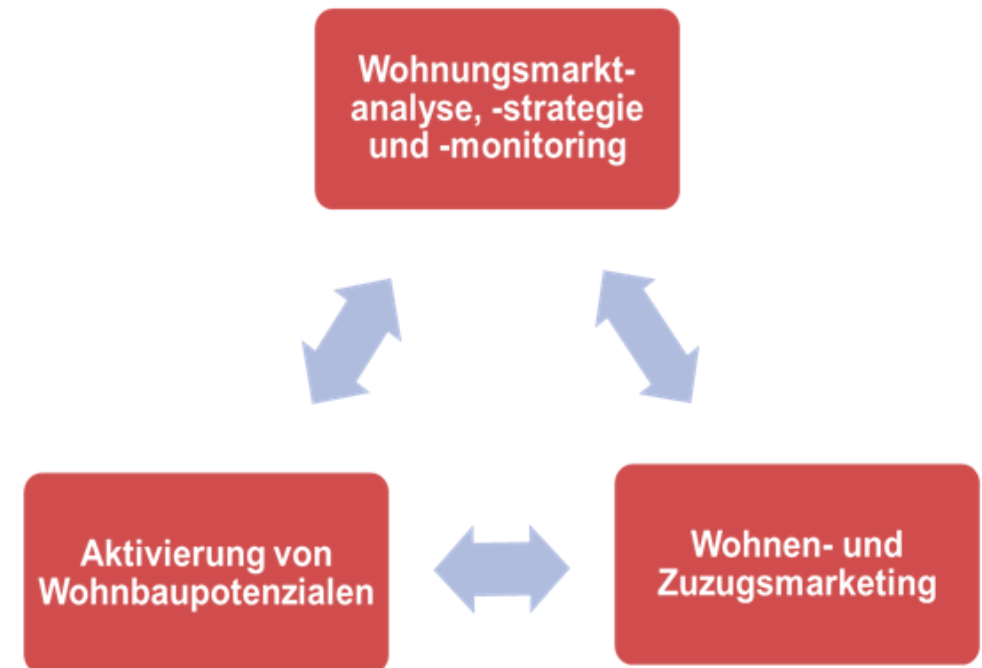 Wohnungsmarkt-
analyse, -strategie
und -monitoring
Aktivierung von
Wohnbaupotenzialen
Wohnen- und
Zuzugsmarketing